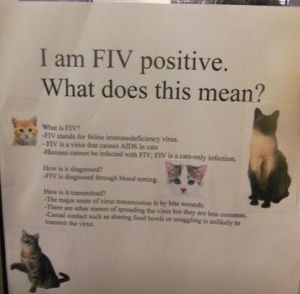 I am FIV positive.
What does this mean?
What is FIV?
-FIV stands for feline immunodeficiency virus.
- FIV is a virus that causes AIDS in cats
-Humans cannot be infected with FIV; FIV is a cats-only infection.
How is it diagnosed?
-FIV is diagnosed through blood testing.
How is it transmitted?
-The major route of virus transmission is by bite wounds.
-There are other means of spreading the virus but they are less common.
-Casual contact such as sharing food bowls or snuggling is unlikely to
transmit the virus.